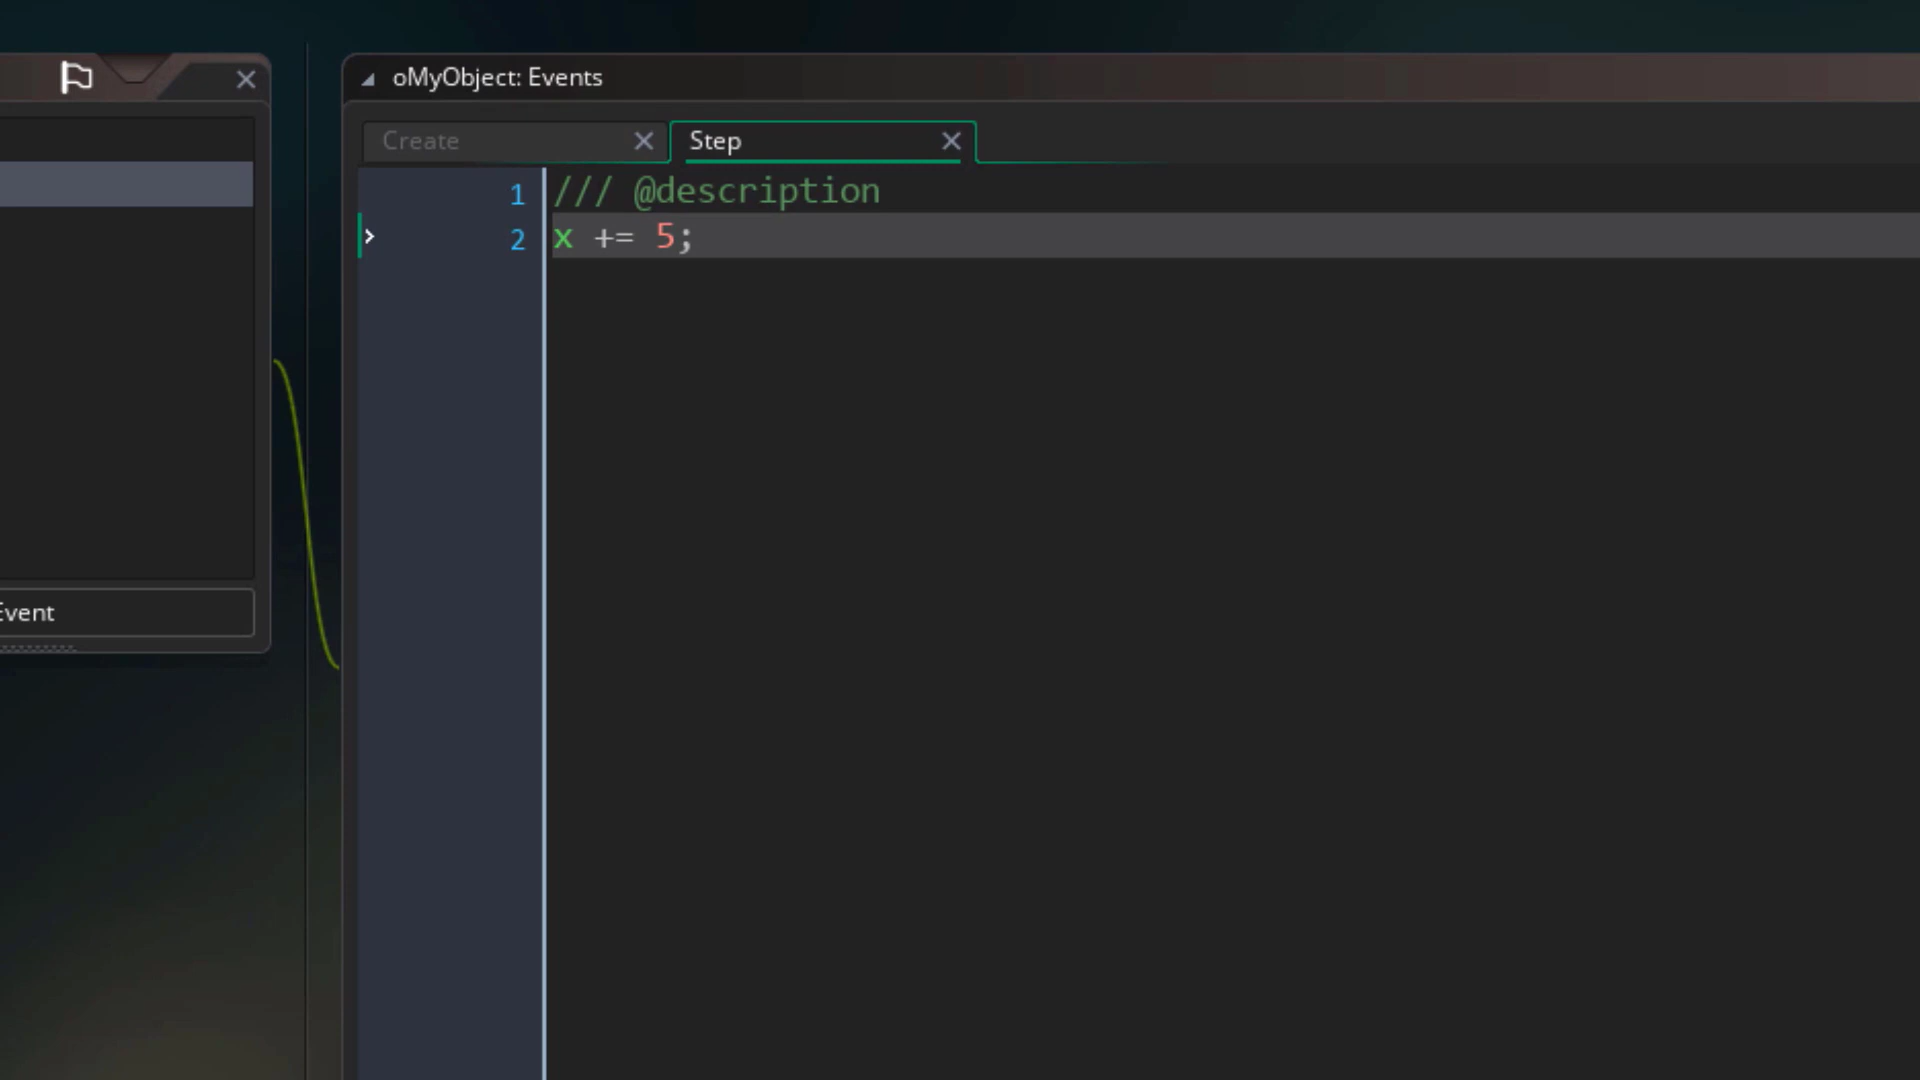 oMyObject: Events
Create
Step
1 /// @description
2 x += 5;
Event